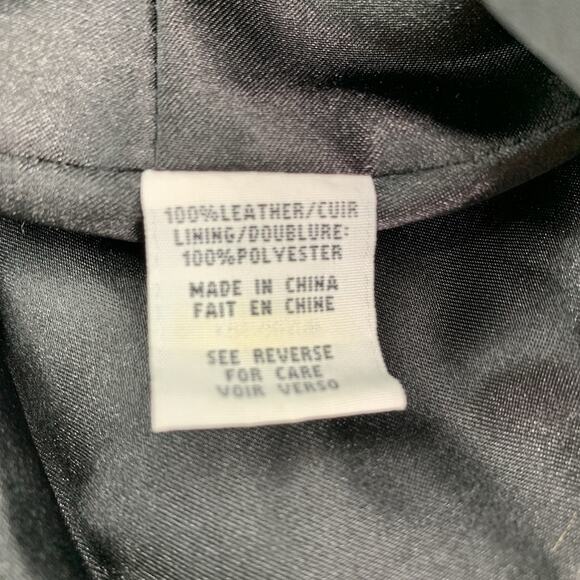 100%LEATHER/CUIR
LINING/DOUBLURE:
100%POLYESTER
MADE IN CHINA
FAIT EN CHINE
SEE REVERSE
FOR CARE
VOIR VERSO